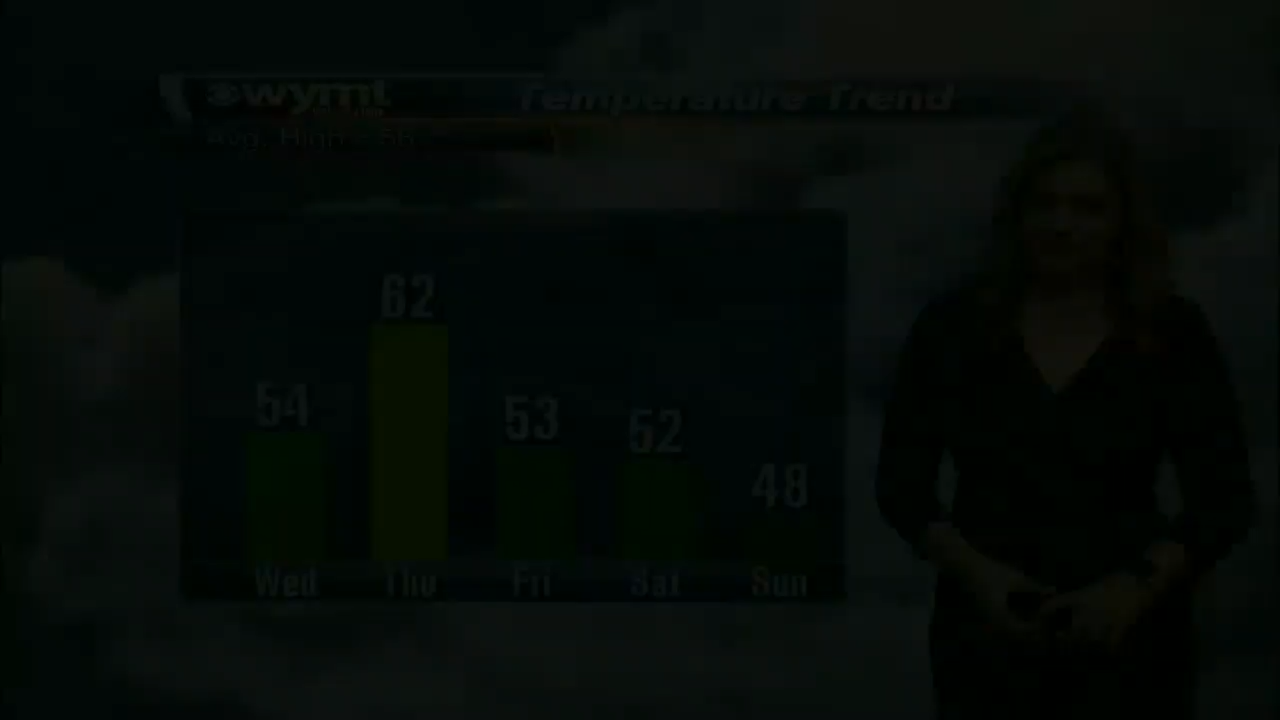 wymt
Temperature Trend
Avg. High - 56
62
54
53
52
48
Wed Thu Fri Sat Sun